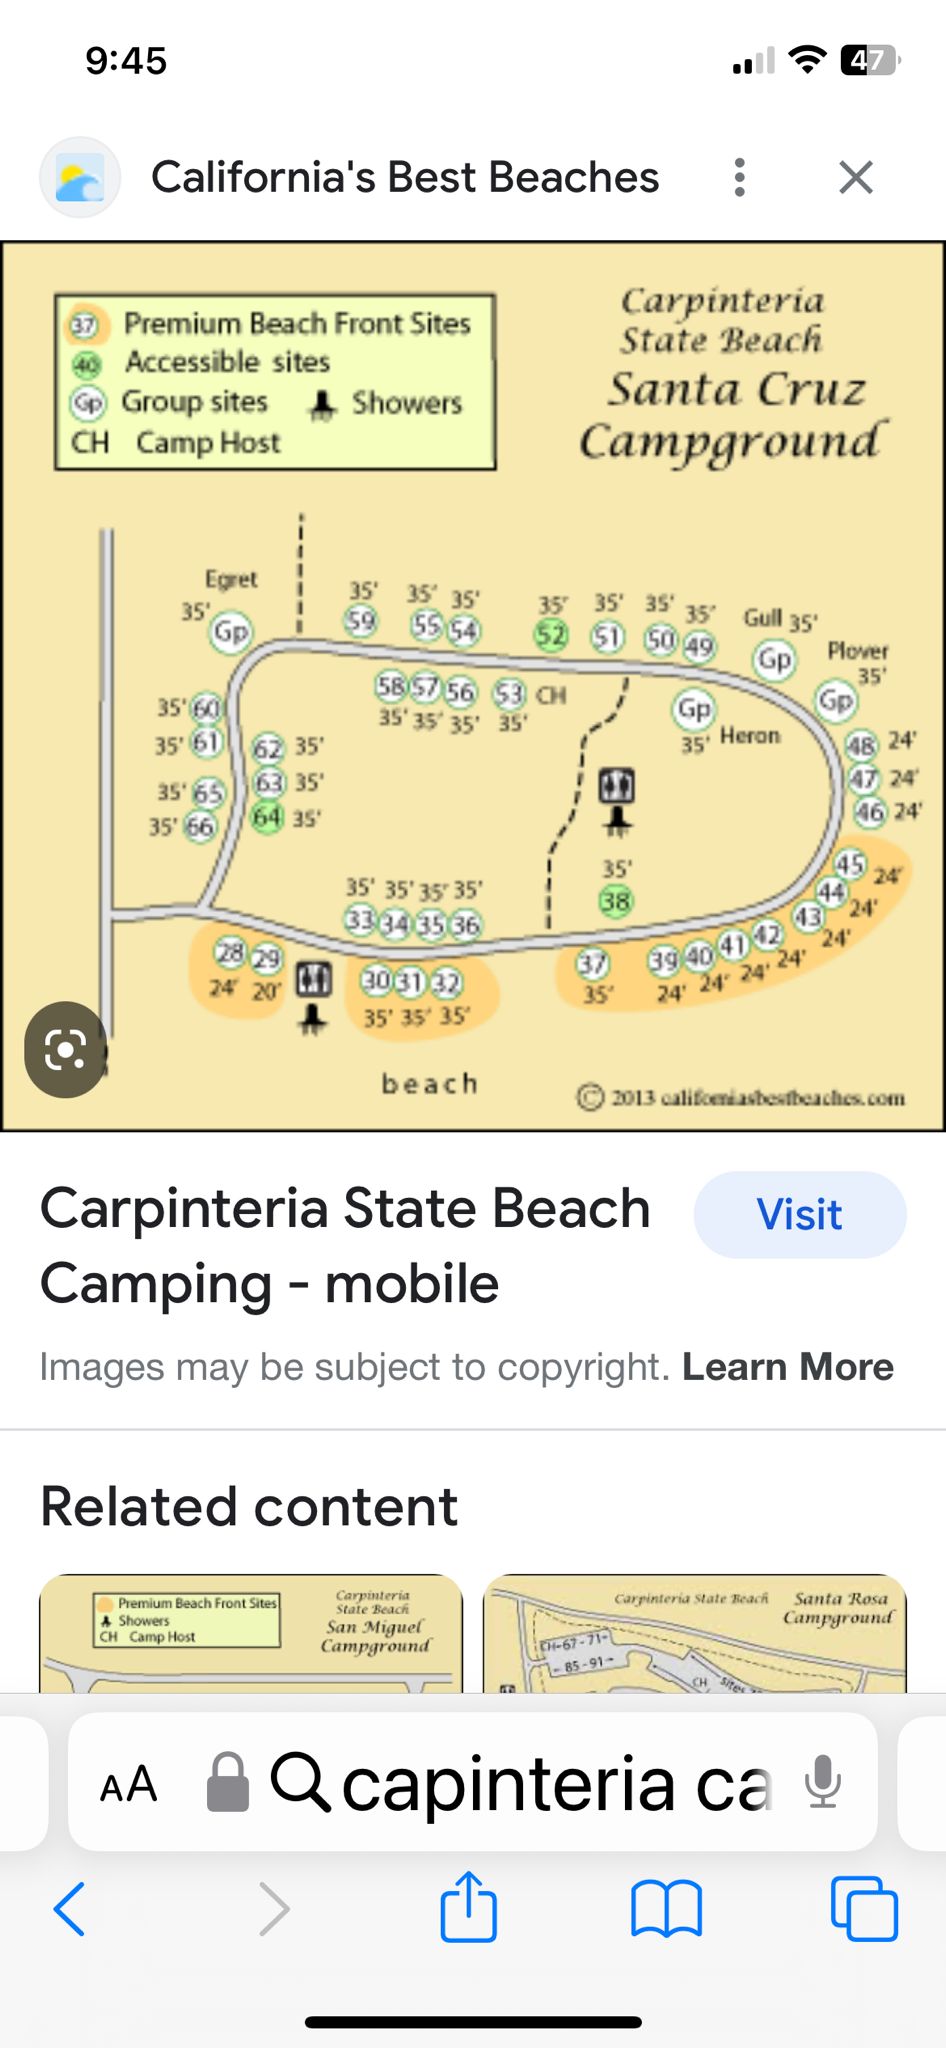 9:45
47
California's Best Beaches
37 Premium Beach Front Sites
40 Accessible sites
Gp Group sites Showers
CH Camp Host
Carpinteria
State Beach
Santa Cruz
Campground
Egret
35' Gp
35' 35' 35' 35' 35' 35' 35' Gull 35'
59 55 54 52 51 50 49 Gp Plover
35'
Gp
58 57 56 53 CH
35' 35' 35' 35'
Gp
35' Heron
35' 60
35' 61
62 35'
63 35'
64 35'
35' 65
35' 66
48 24'
47 24'
46 24'
35'
38
35' 35' 35' 35'
33 34 35 36
45 24'
44 24'
43 24'
42 24'
41 24'
40 24'
39 24'
37
35'
28 29
24' 20'
30 31 32
35' 35' 35'
beach
© 2013 californiasbestbeaches.com
Carpinteria State Beach
Camping - mobile
Visit
Images may be subject to copyright. Learn More
Related content
Premium Beach Front Sites
Showers
CH Camp Host
Carpinteria
State Beach
San Miguel
Campground
Carpinteria State Beach Santa Rosa
Campground
CH-67-71-
- 85-91-
CH sites
AA capinteria ca